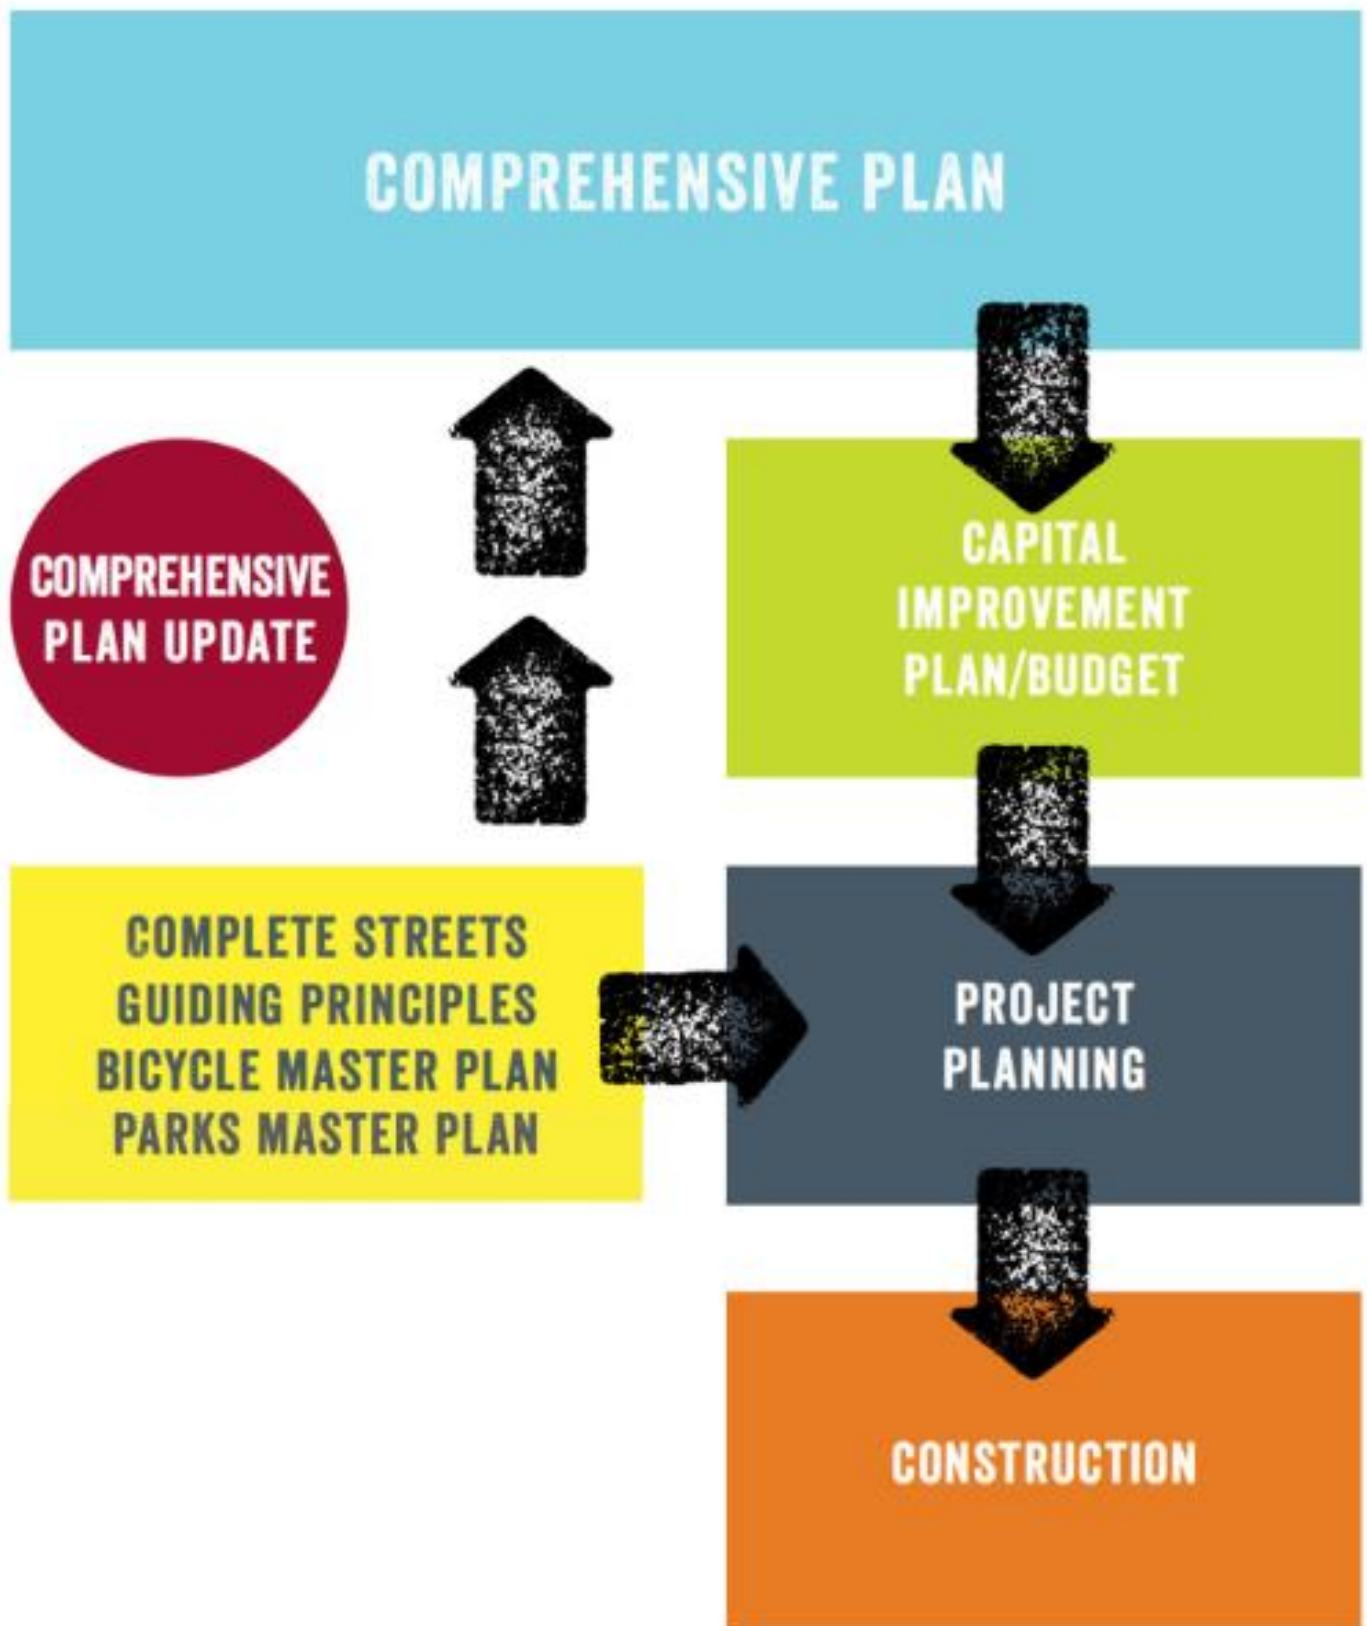 COMPREHENSIVE PLAN
COMPREHENSIVE
PLAN UPDATE
CAPITAL
IMPROVEMENT
PLAN/BUDGET
COMPLETE STREETS
GUIDING PRINCIPLES
BICYCLE MASTER PLAN
PARKS MASTER PLAN
PROJECT
PLANNING
CONSTRUCTION